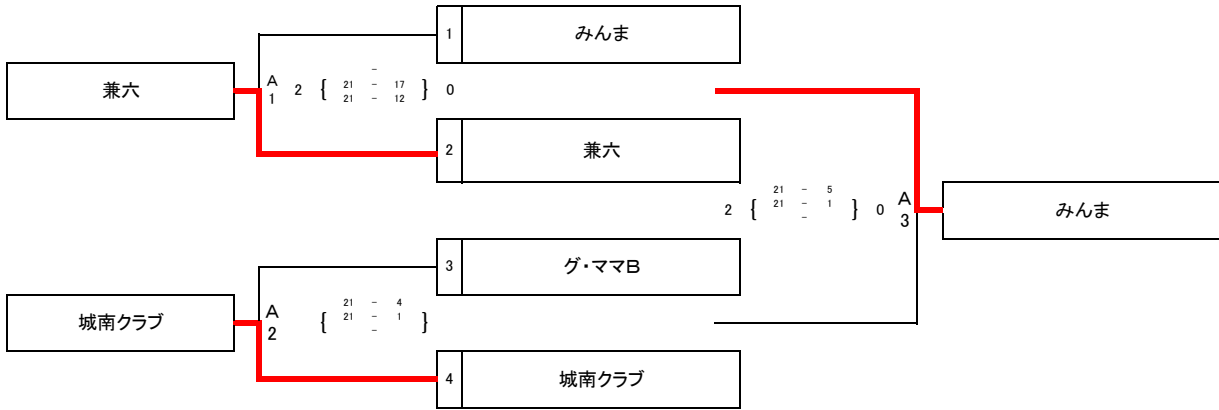 1 みんま
兼六
A
1
2 { - } 0
21 - 17
21 - 12
2 兼六
2 { 21 - 5 } 0
21 - 1
-
A
3
みんま
3 グ・ママB
城南クラブ
A
2
{ 21 - 4 }
21 - 1
-
4 城南クラブ